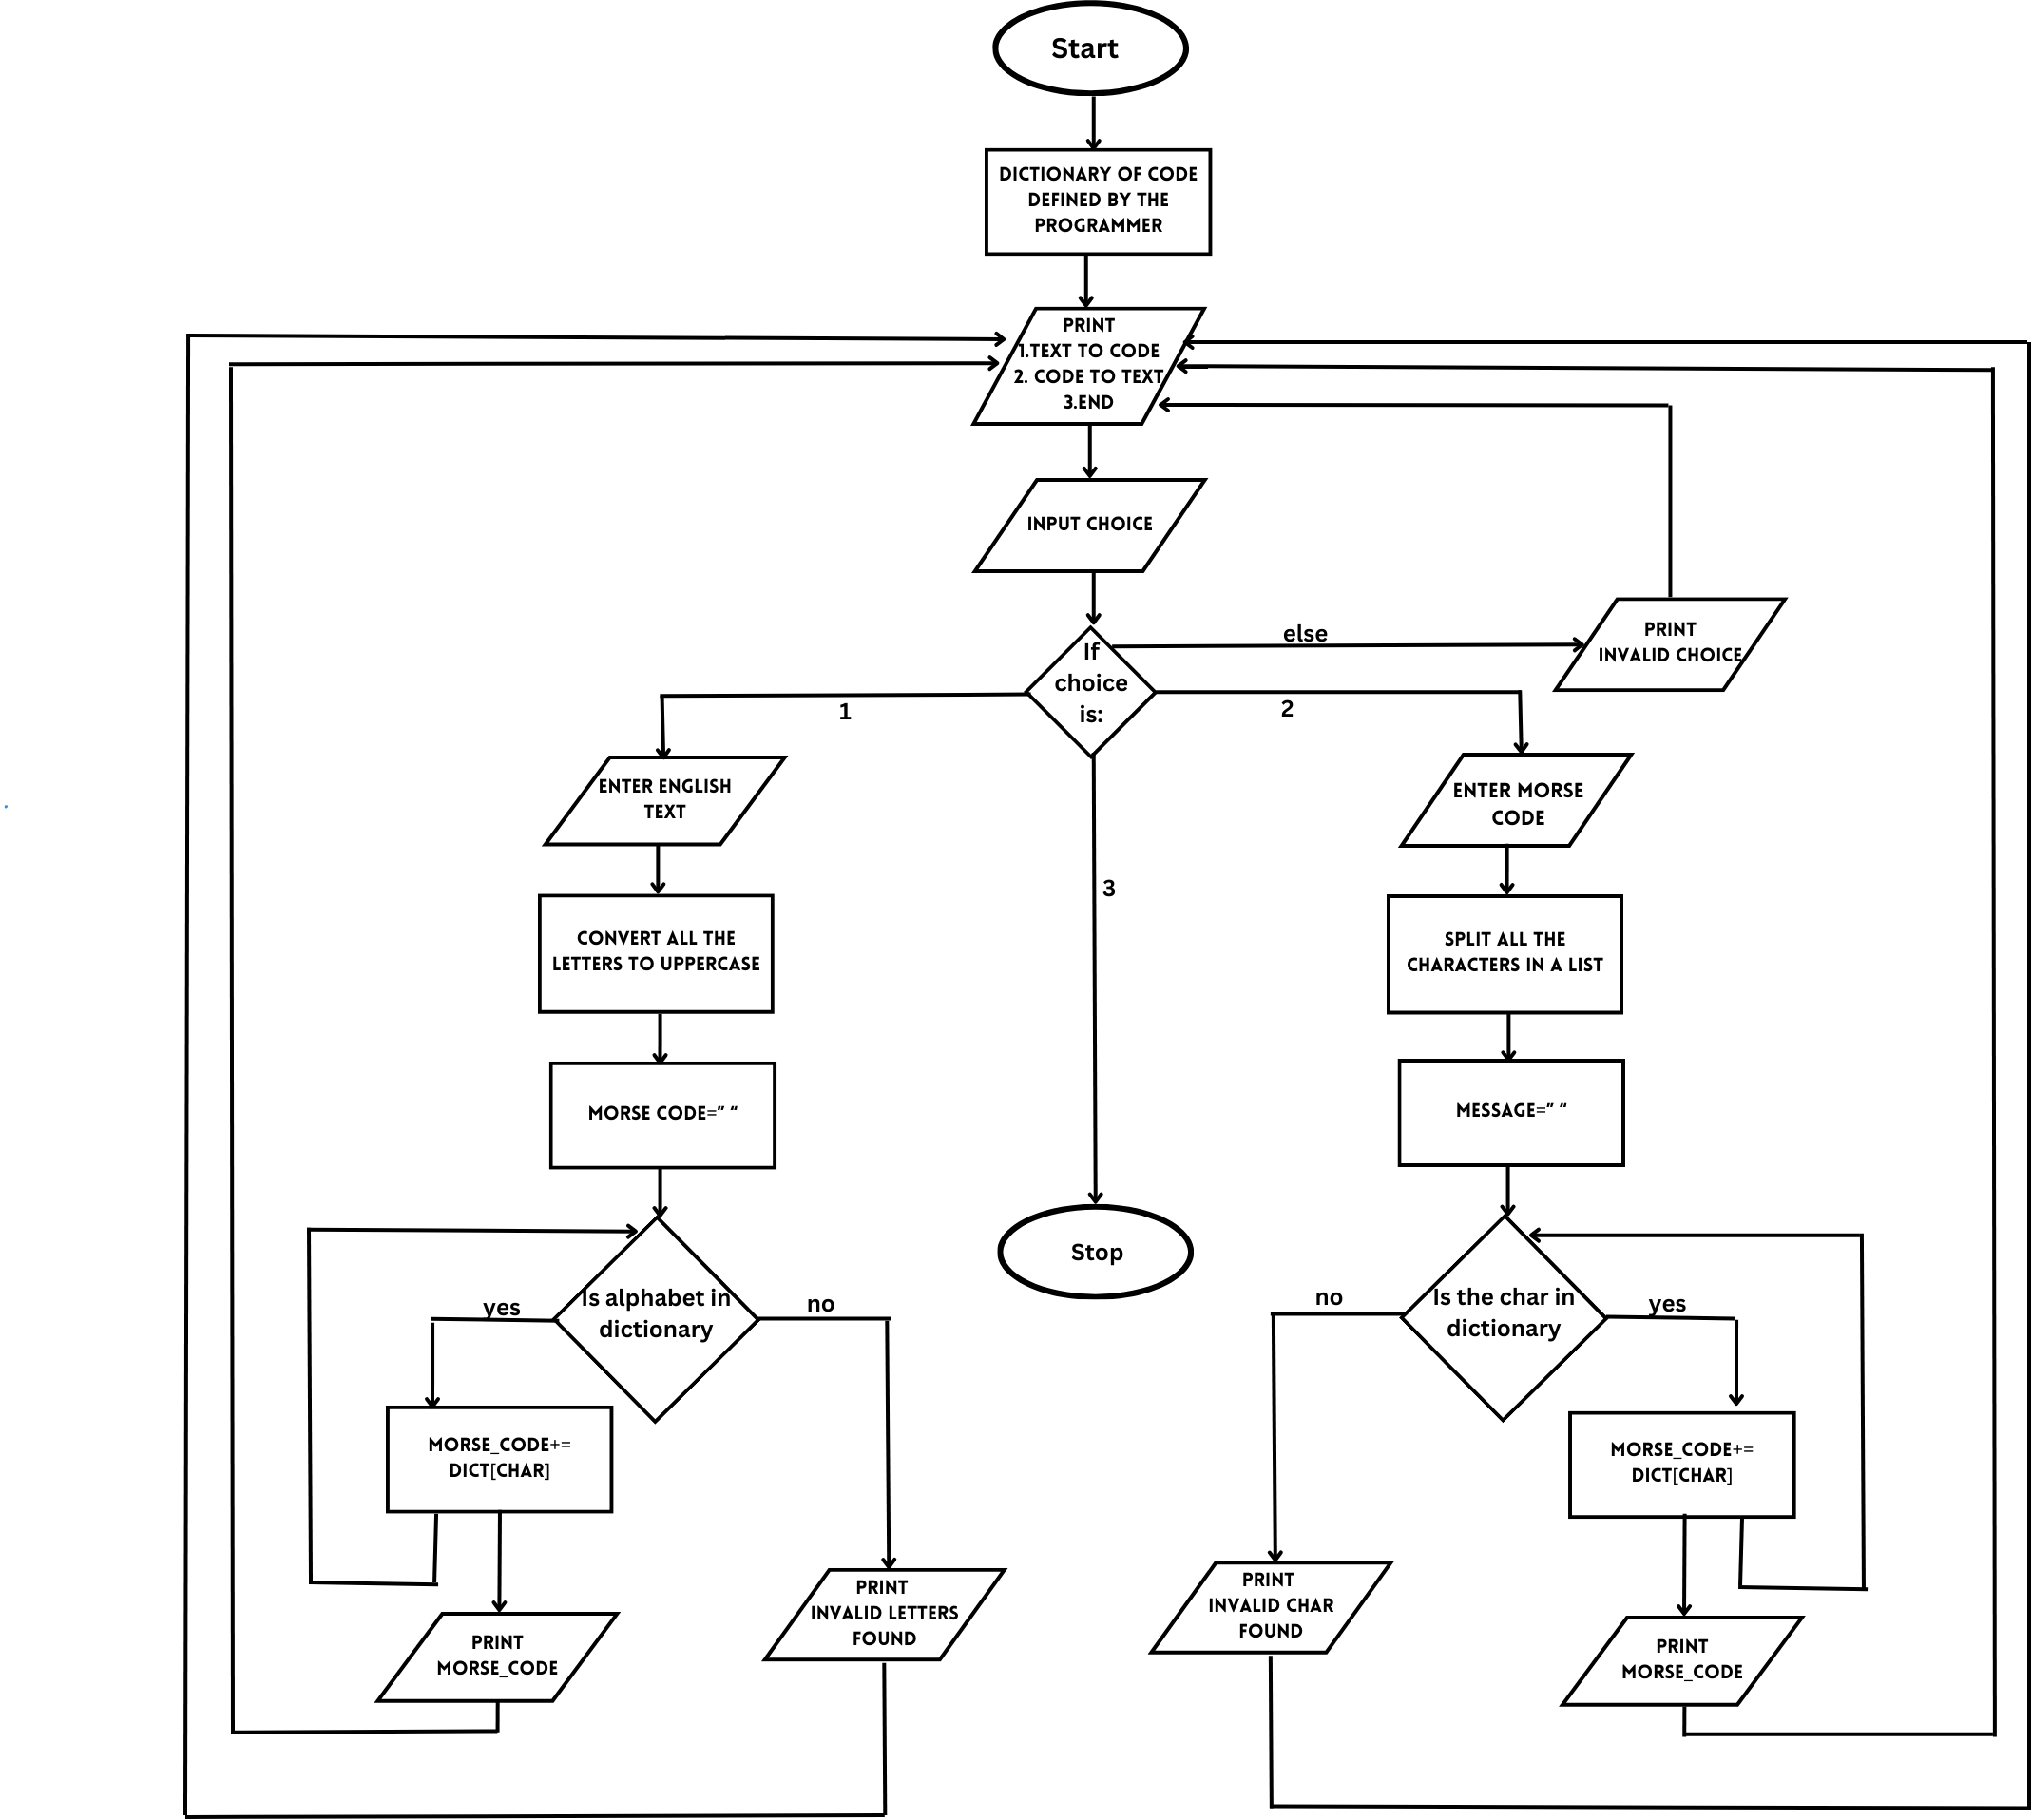 Start
DICTIONARY OF CODE
DEFINED BY THE
PROGRAMMER
PRINT
1.TEXT TO CODE
2. CODE TO TEXT
3.END
INPUT CHOICE
else
PRINT
INVALID CHOICE
If
choice
is:
1
2
ENTER ENGLISH
TEXT
ENTER MORSE
CODE
3
CONVERT ALL THE
LETTERS TO UPPERCASE
SPLIT ALL THE
CHARACTERS IN A LIST
MORSE CODE=” “
MESSAGE=” “
Stop
yes
Is alphabet in
dictionary
no
no
Is the char in
dictionary
yes
MORSE_CODE+=
DICT[CHAR]
MORSE_CODE+=
DICT[CHAR]
PRINT
INVALID LETTERS
FOUND
PRINT
INVALID CHAR
FOUND
PRINT
MORSE_CODE
PRINT
MORSE_CODE